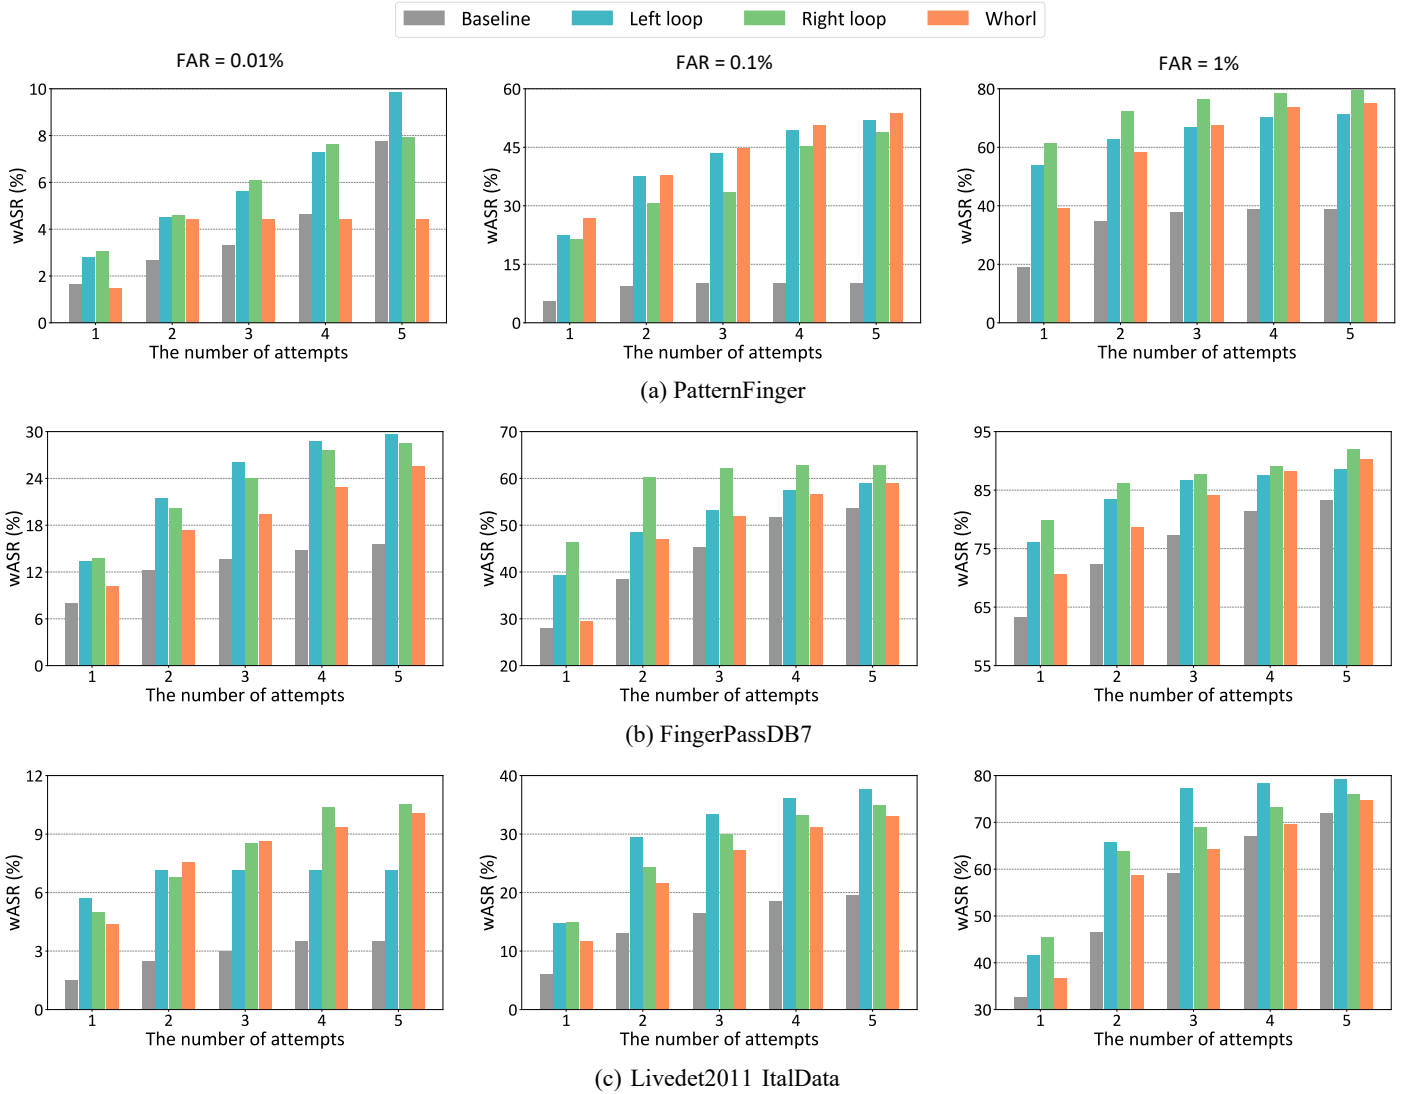 Baseline Left loop Right loop Whorl
FAR = 0.01% FAR = 0.1% FAR = 1%
10
8
6
4
2
0
wASR (%)
1 2 3 4 5
The number of attempts
60
45
30
15
0
wASR (%)
1 2 3 4 5
The number of attempts
80
60
40
20
0
wASR (%)
1 2 3 4 5
The number of attempts
(a) PatternFinger
30
24
18
12
6
0
wASR (%)
1 2 3 4 5
The number of attempts
70
60
50
40
30
20
wASR (%)
1 2 3 4 5
The number of attempts
95
85
75
65
55
wASR (%)
1 2 3 4 5
The number of attempts
(b) FingerPassDB7
12
9
6
3
0
wASR (%)
1 2 3 4 5
The number of attempts
40
30
20
10
0
wASR (%)
1 2 3 4 5
The number of attempts
80
70
60
50
40
30
wASR (%)
1 2 3 4 5
The number of attempts
(c) Livedet2011 ItalData